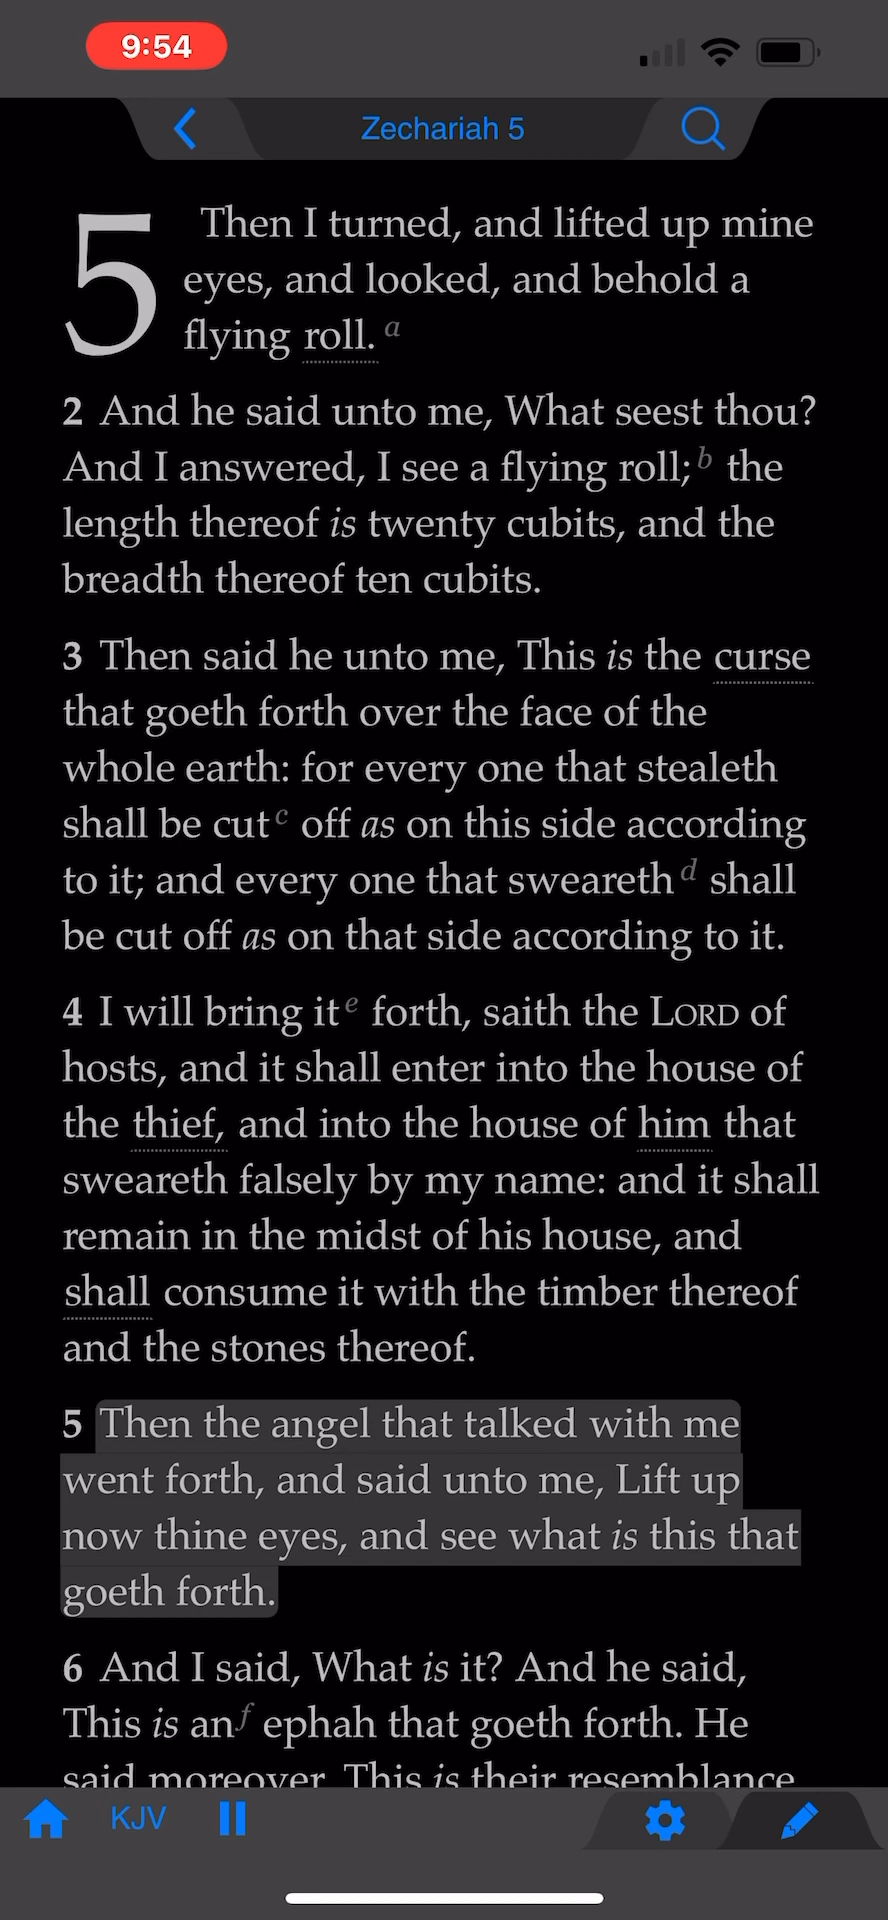 9:54
Zechariah 5
5 Then I turned, and lifted up mine
eyes, and looked, and behold a
flying roll. a
2 And he said unto me, What seest thou?
And I answered, I see a flying roll; b the
length thereof is twenty cubits, and the
breadth thereof ten cubits.
3 Then said he unto me, This is the curse
that goeth forth over the face of the
whole earth: for every one that stealeth
shall be cut c off as on this side according
to it; and every one that sweareth d shall
be cut off as on that side according to it.
4 I will bring it e forth, saith the LORD of
hosts, and it shall enter into the house of
the thief, and into the house of him that
sweareth falsely by my name: and it shall
remain in the midst of his house, and
shall consume it with the timber thereof
and the stones thereof.
5 Then the angel that talked with me
went forth, and said unto me, Lift up
now thine eyes, and see what is this that
goeth forth.
6 And I said, What is it? And he said,
This is an f ephah that goeth forth. He
said moreover, This is their resemblance
KJV